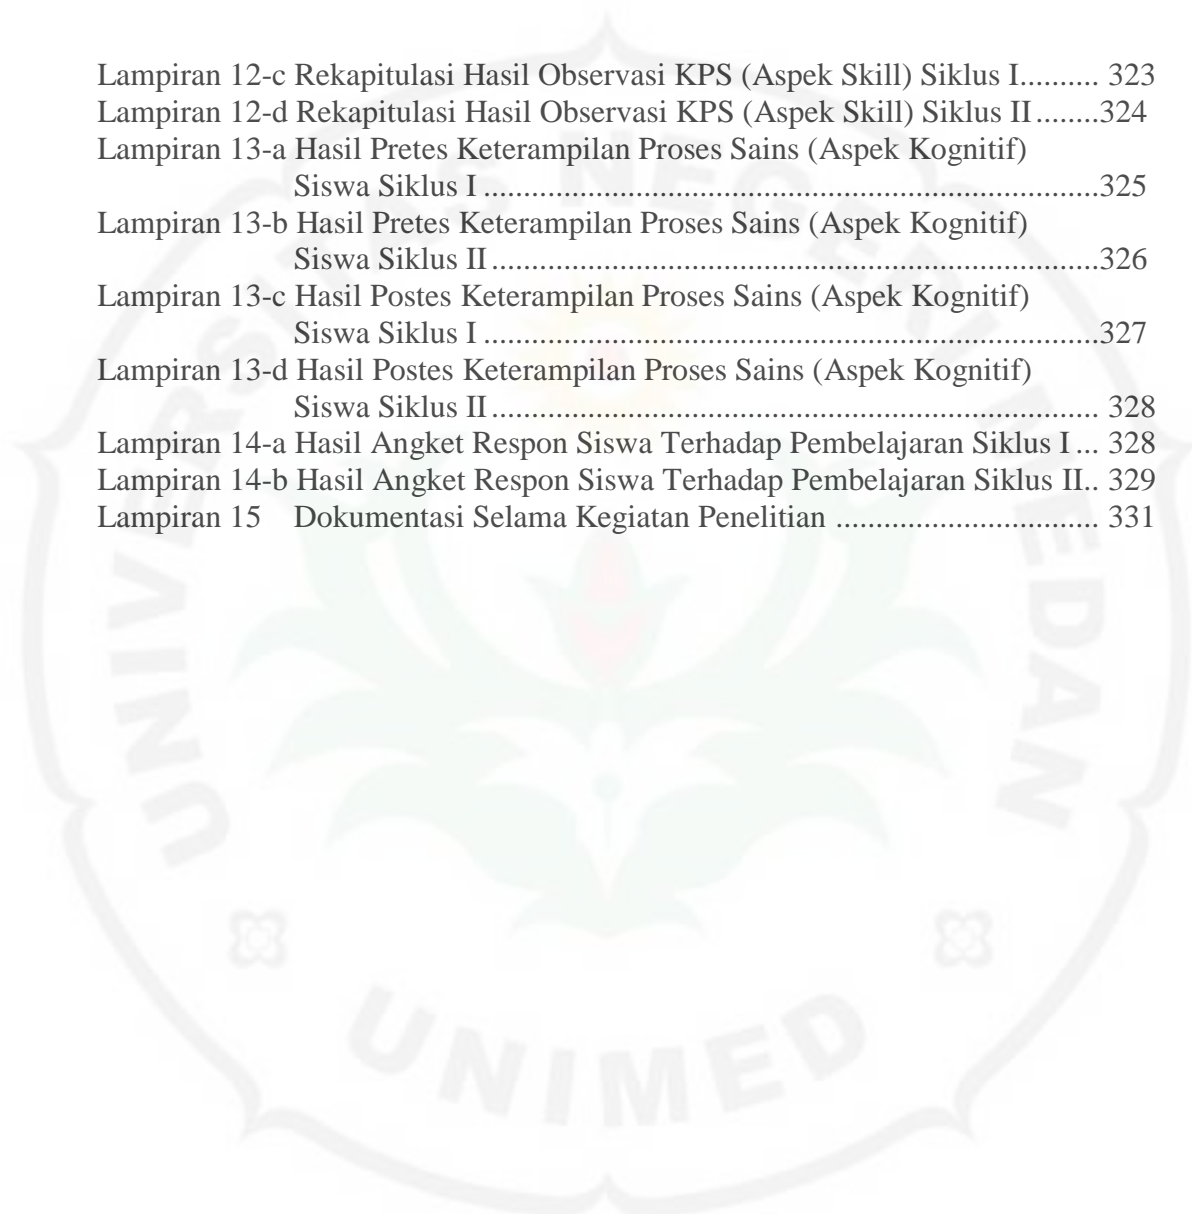 Lampiran 12-c Rekapitulasi Hasil Observasi KPS (Aspek Skill) Siklus I.......... 323
Lampiran 12-d Rekapitulasi Hasil Observasi KPS (Aspek Skill) Siklus II........324
Lampiran 13-a Hasil Pretes Keterampilan Proses Sains (Aspek Kognitif)
Siswa Siklus I .............................................................................325
Lampiran 13-b Hasil Pretes Keterampilan Proses Sains (Aspek Kognitif)
Siswa Siklus II............................................................................326
Lampiran 13-c Hasil Postes Keterampilan Proses Sains (Aspek Kognitif)
Siswa Siklus I .............................................................................327
Lampiran 13-d Hasil Postes Keterampilan Proses Sains (Aspek Kognitif)
Siswa Siklus II............................................................................ 328
Lampiran 14-a Hasil Angket Respon Siswa Terhadap Pembelajaran Siklus I ... 328
Lampiran 14-b Hasil Angket Respon Siswa Terhadap Pembelajaran Siklus II.. 329
Lampiran 15 Dokumentasi Selama Kegiatan Penelitian ................................. 331
UNIVERSITAS NEGERI MEDAN
UNIMED